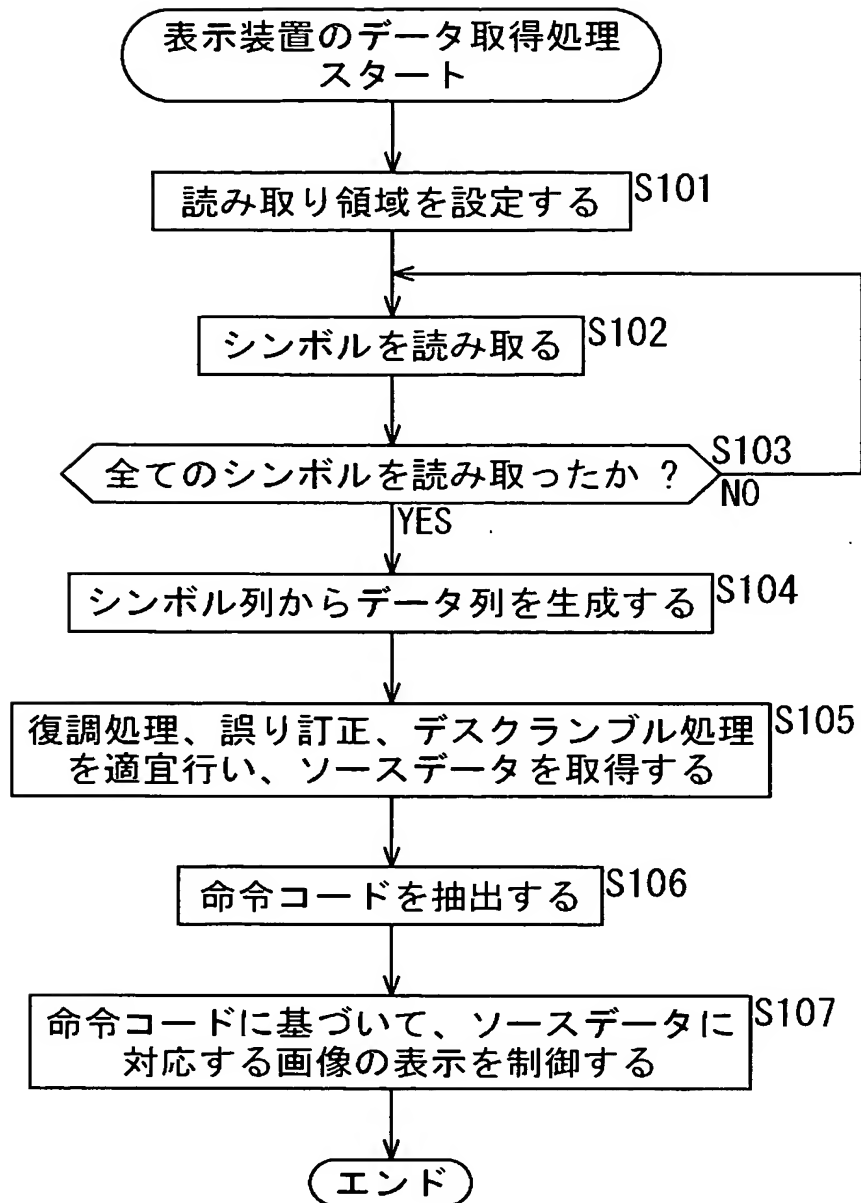 表示装置のデータ取得処理
スタート
読み取り領域を設定する
S101
シンボルを読み取る
S102
全てのシンボルを読み取ったか ?
S103
NO
YES
シンボル列からデータ列を生成する
S104
復調処理、誤り訂正、デスクランブル処理
を適宜行い、ソースデータを取得する
S105
命令コードを抽出する
S106
命令コードに基づいて、ソースデータに
対応する画像の表示を制御する
S107
エンド